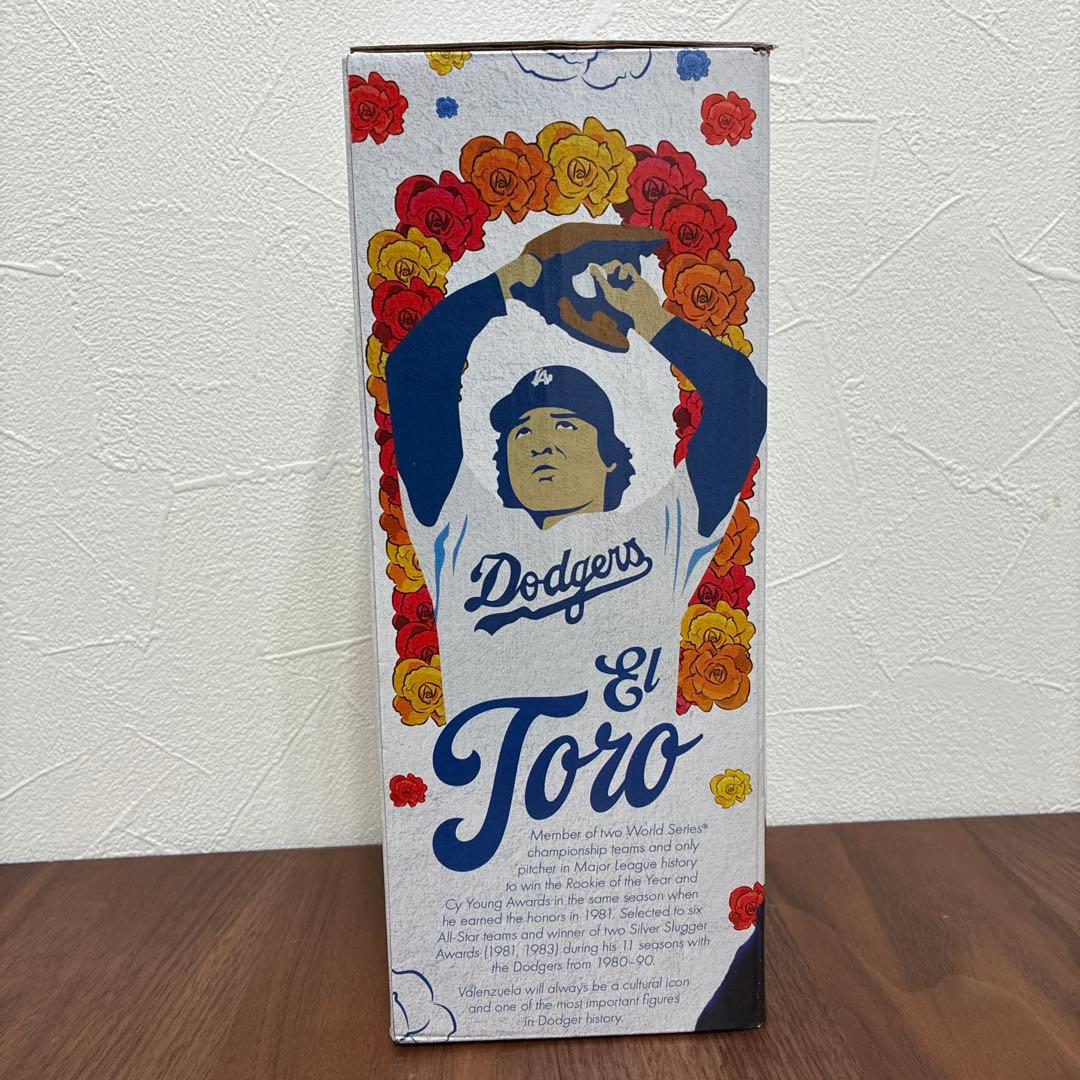 LA
Dodgers
El
Toro
Member of two World Series®
championship teams and only
pitcher in Major League history
to win the Rookie of the Year and
Cy Young Awards in the same season when
he earned the honors in 1981. Selected to six
All-Star teams and winner of two Silver Slugger
Awards (1981, 1983) during his 11 seasons with
the Dodgers from 1980–90.
Valenzuela will always be a cultural icon
and one of the most important figures
in Dodger history.